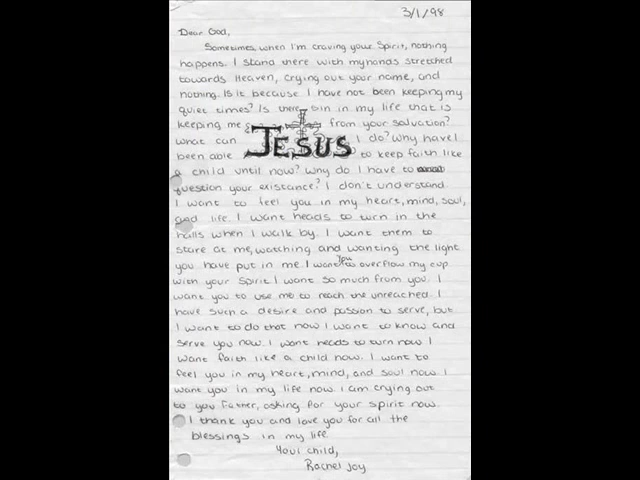 3/1/98
Dear God,
Sometimes when I'm craving your Spirit, nothing
happens. I stand there with my hands stretched
towards Heaven, crying out your name, and
nothing. Is it because I have not been keeping my
quiet times? Is there sin in my life that is
keeping me from your salvation?
What can JESUS I do? Why have I
been able to keep faith like
a child until now? Why do I have to
question your existance? I don't understand
I want to feel you in my heart, mind, soul,
and life. I want heads to turn in the
halls when I walk by. I want them to
stare at me, watching and wanting the light
you have put in me. I want you to overflow my cup
with your Spirit. I want so much from you. I
want you to use me to reach the unreached. I
have such a desire and passion to serve, but
I want to do that now. I want to know and
serve you now. I want heads to turn now. I
want faith like a child now. I want to
feel you in my heart, mind, and soul now. I
want you in my life now. I am crying out
to you Father, asking for your spirit now.
I thank you and love you for all the
blessings in my life.
Your child,
Rachel Joy